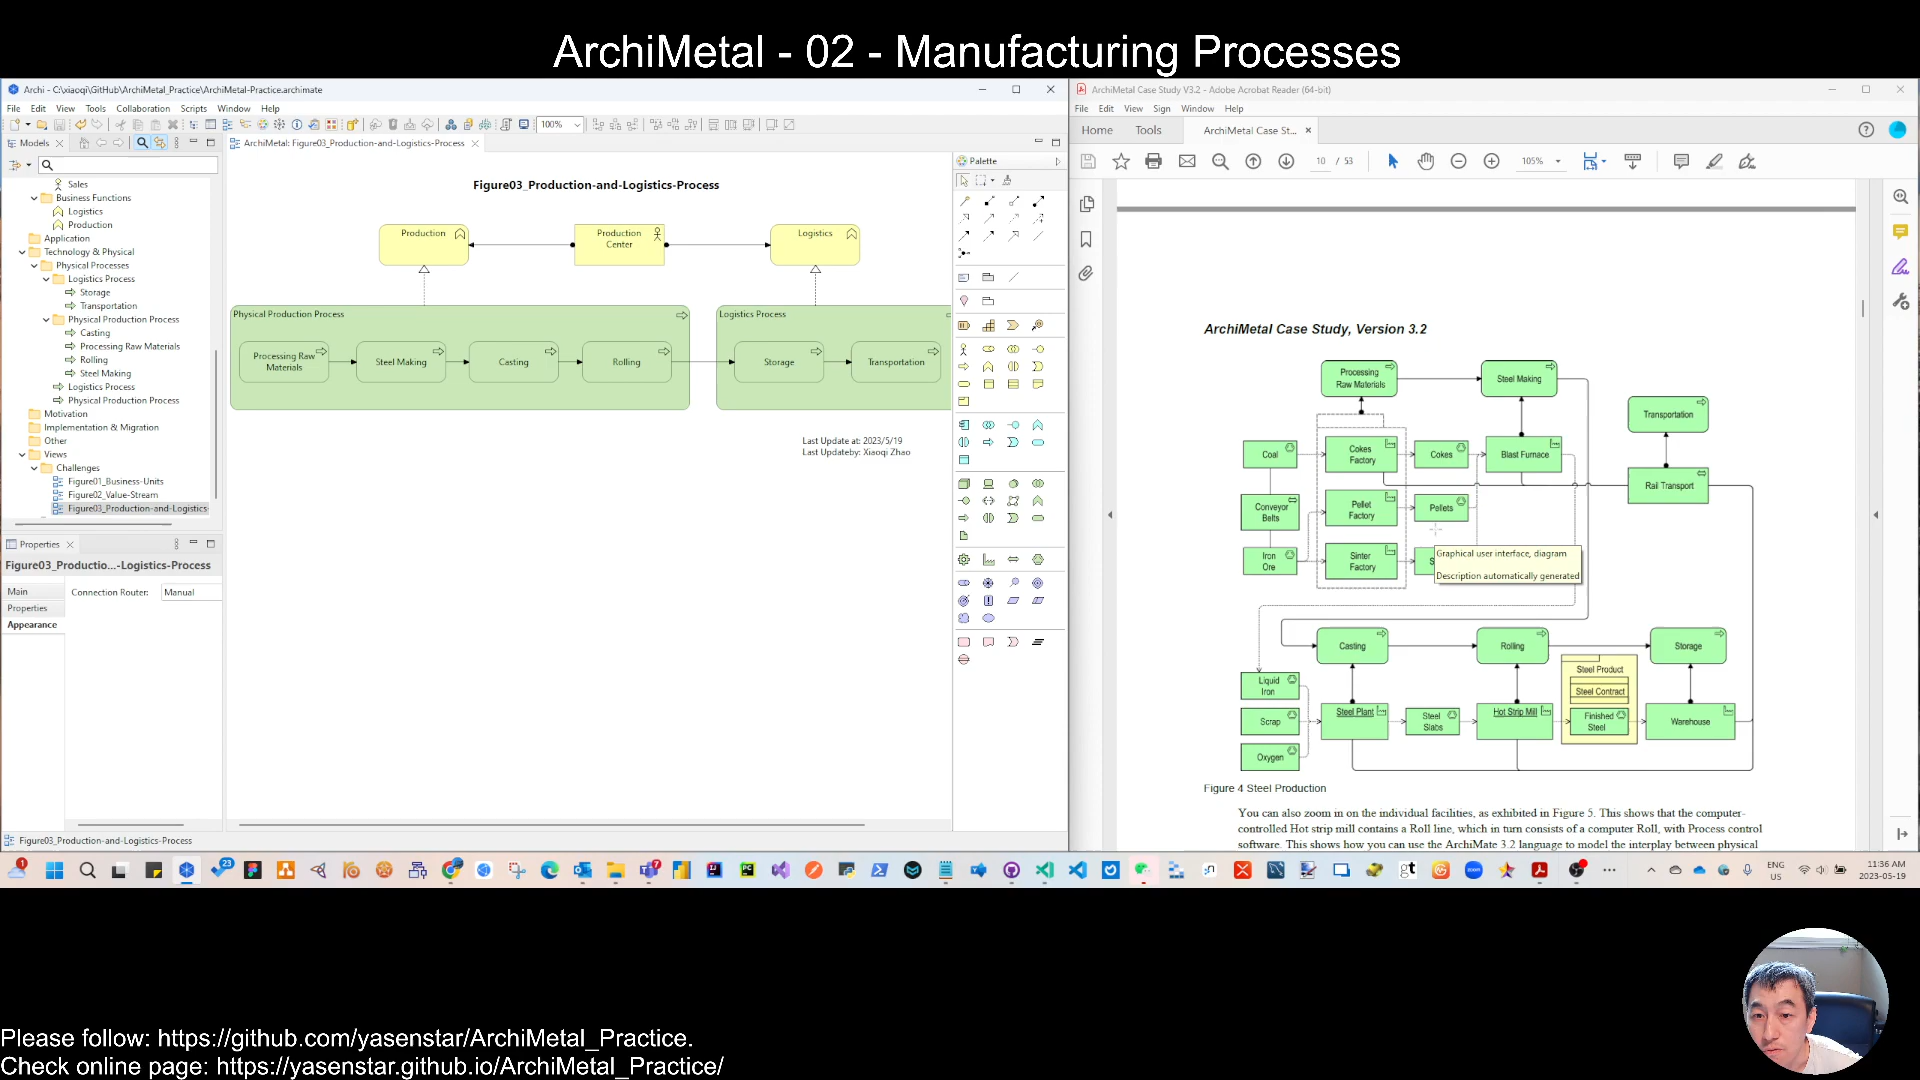 ArchiMetal - 02 - Manufacturing Processes
Archi - C:\xiaoqi\GitHub\ArchiMetal_Practice\ArchiMetal-Practice.archimate
File Edit View Tools Collaboration Scripts Window Help
100%
Models
ArchiMetal: Figure03_Production-and-Logistics-Process
Sales
Business Functions
Logistics
Production
Application
Technology & Physical
Physical Processes
Logistics Process
Storage
Transportation
Physical Production Process
Casting
Processing Raw Materials
Rolling
Steel Making
Logistics Process
Physical Production Process
Motivation
Implementation & Migration
Other
Views
Challenges
Figure01_Business-Units
Figure02_Value-Stream
Figure03_Production-and-Logistics-
Properties
Figure03_Productio...-Logistics-Process
Main
Properties
Appearance
Connection Router:
Manual
Figure03_Production-and-Logistics-Process
Production
Production
Center
Logistics
Physical Production Process
Logistics Process
Processing Raw
Materials
Steel Making
Casting
Rolling
Storage
Transportation
Last Update at: 2023/5/19
Last Updateby: Xiaoqi Zhao
Palette
Figure03_Production-and-Logistics-Process
ArchiMetal Case Study V3.2 - Adobe Acrobat Reader (64-bit)
File Edit View Sign Window Help
Home
Tools
ArchiMetal Case St...
10 / 53
105%
ArchiMetal Case Study, Version 3.2
Processing
Raw Materials
Steel Making
Transportation
Coal
Cokes
Factory
Cokes
Blast Furnace
Rail Transport
Conveyor
Belts
Pellet
Factory
Pellets
Iron
Ore
Sinter
Factory
S
Graphical user interface, diagram
Description automatically generated
Casting
Rolling
Storage
Liquid
Iron
Scrap
Oxygen
Steel Plant
Steel
Slabs
Hot Strip Mill
Steel Product
Steel Contract
Finished
Steel
Warehouse
Figure 4 Steel Production
You can also zoom in on the individual facilities, as exhibited in Figure 5. This shows that the computer-
controlled Hot strip mill contains a Roll line, which in turn consists of a computer Roll, with Process control
software. This shows how you can use the ArchiMate 3.2 language to model the interplay between physical
1
23
7
gt
zoom
ENG
US
11:36 AM
2023-05-19
Please follow: https://github.com/yasenstar/ArchiMetal_Practice.
Check online page: https://yasenstar.github.io/ArchiMetal_Practice/